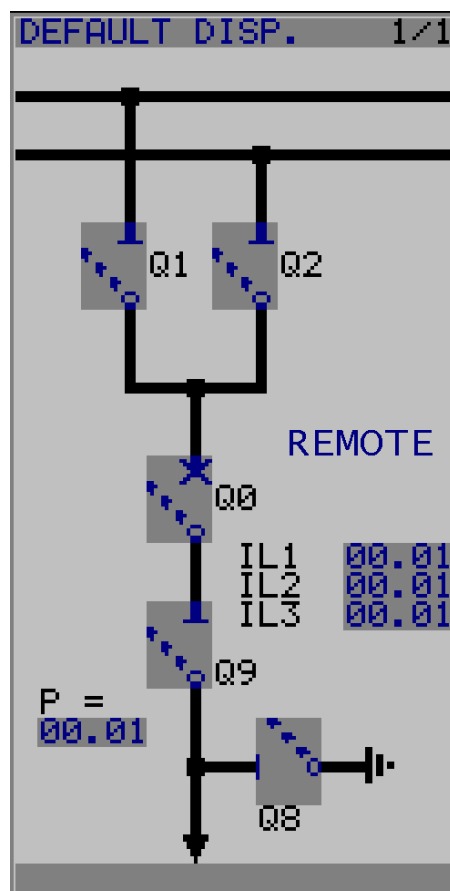 DEFAULT DISP. 1/1
Q1
Q2
REMOTE
Q0
IL1 00.01
IL2 00.01
IL3 00.01
Q9
P =
00.01
Q8